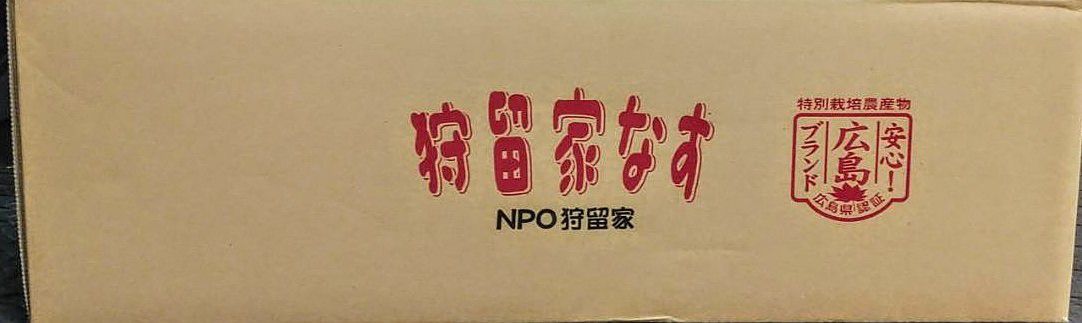 狩留家なす
NPO狩留家
特別栽培農産物
安心！
広島
ブランド
広島県認証